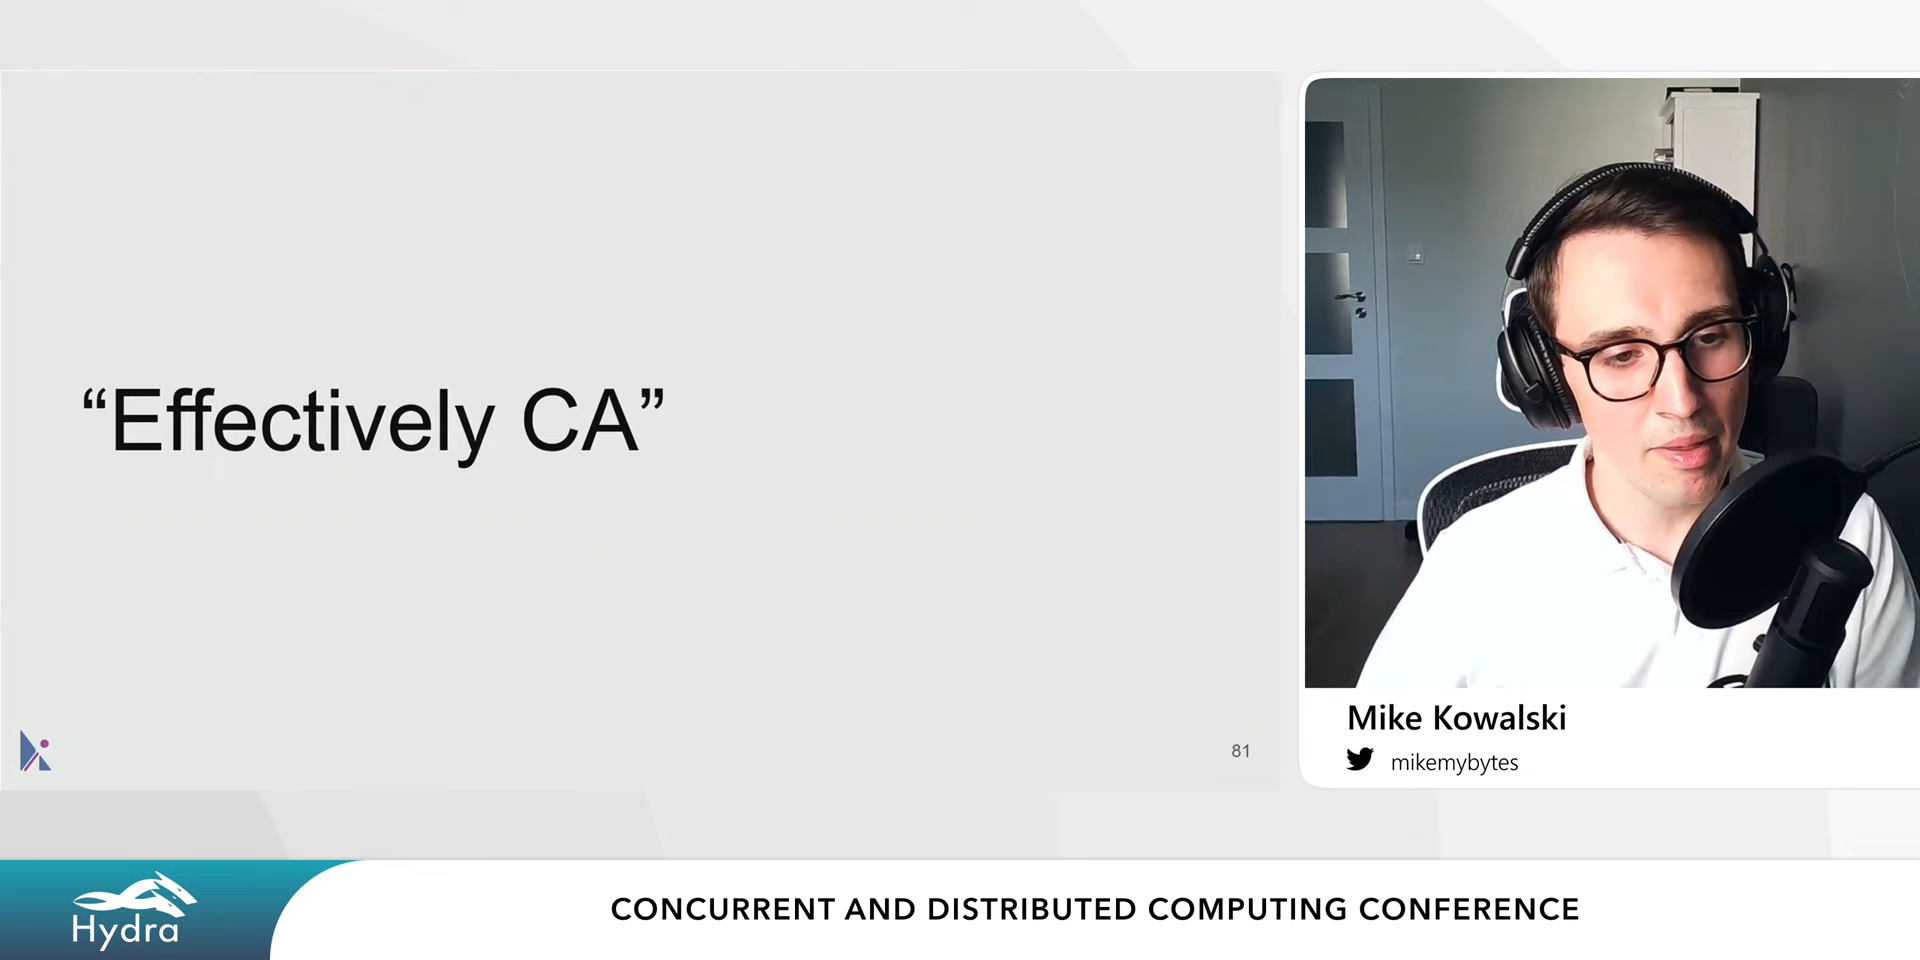 “Effectively CA”
81
Mike Kowalski
mikemybytes
Hydra
CONCURRENT AND DISTRIBUTED COMPUTING CONFERENCE